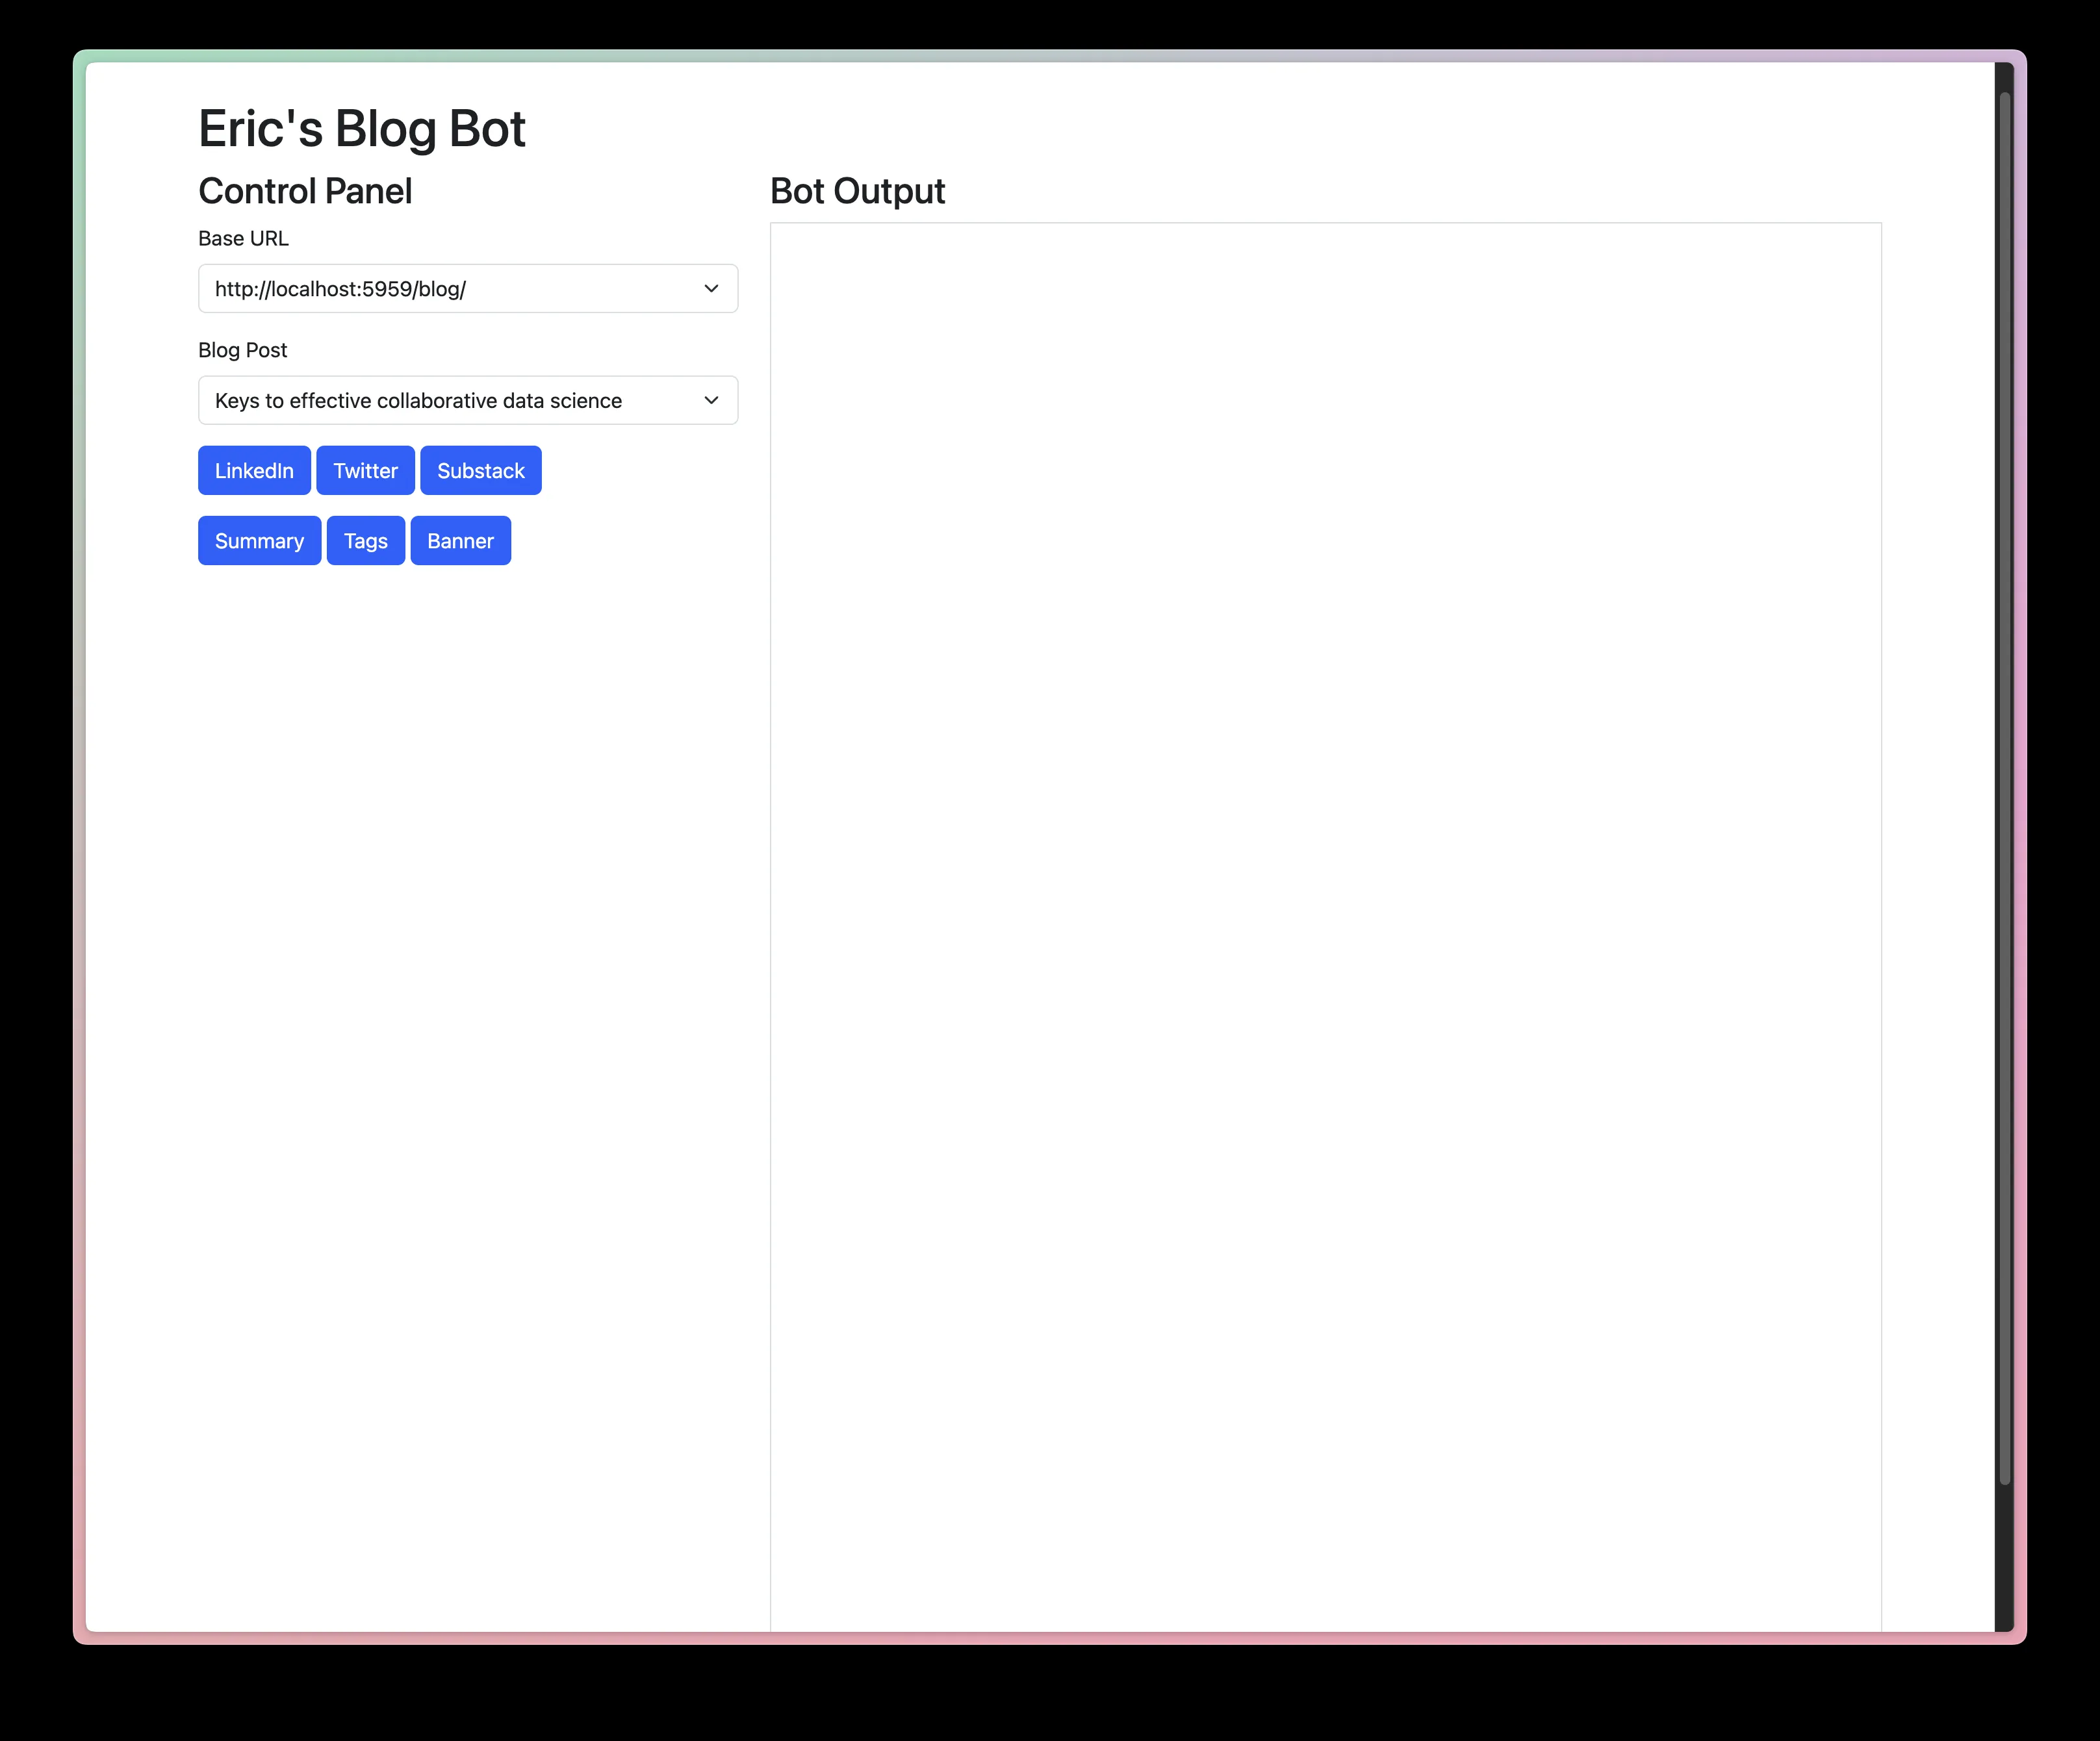 Eric's Blog Bot
Control Panel
Base URL
http://localhost:5959/blog/
Blog Post
Keys to effective collaborative data science
LinkedIn Twitter Substack
Summary Tags Banner
Bot Output